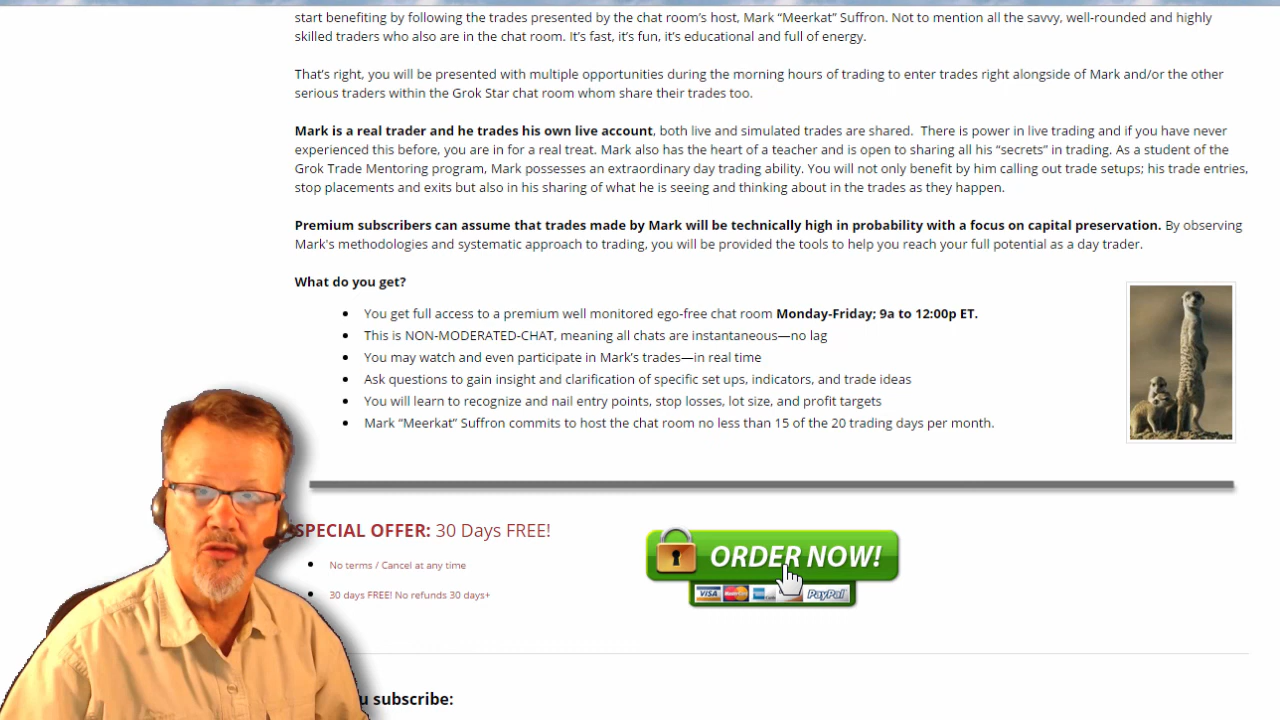 start benefiting by following the trades presented by the chat room's host, Mark “Meerkat” Suffron. Not to mention all the savvy, well-rounded and highly
skilled traders who also are in the chat room. It's fast, it's fun, it's educational and full of energy.
That's right, you will be presented with multiple opportunities during the morning hours of trading to enter trades right alongside of Mark and/or the other
serious traders within the Grok Star chat room whom share their trades too.
Mark is a real trader and he trades his own live account, both live and simulated trades are shared. There is power in live trading and if you have never
experienced this before, you are in for a real treat. Mark also has the heart of a teacher and is open to sharing all his “secrets” in trading. As a student of the
Grok Trade Mentoring program, Mark possesses an extraordinary day trading ability. You will not only benefit by him calling out trade setups; his trade entries,
stop placements and exits but also in his sharing of what he is seeing and thinking about in the trades as they happen.
Premium subscribers can assume that trades made by Mark will be technically high in probability with a focus on capital preservation. By observing
Mark's methodologies and systematic approach to trading, you will be provided the tools to help you reach your full potential as a day trader.
What do you get?
• You get full access to a premium well monitored ego-free chat room Monday-Friday; 9a to 12:00p ET.
• This is NON-MODERATED-CHAT, meaning all chats are instantaneous—no lag
• You may watch and even participate in Mark's trades—in real time
• Ask questions to gain insight and clarification of specific set ups, indicators, and trade ideas
• You will learn to recognize and nail entry points, stop losses, lot size, and profit targets
• Mark “Meerkat” Suffron commits to host the chat room no less than 15 of the 20 trading days per month.
SPECIAL OFFER: 30 Days FREE!
• No terms / Cancel at any time
• 30 days FREE! No refunds 30 days+
ORDER NOW!
VISA MasterCard PayPal
u subscribe: